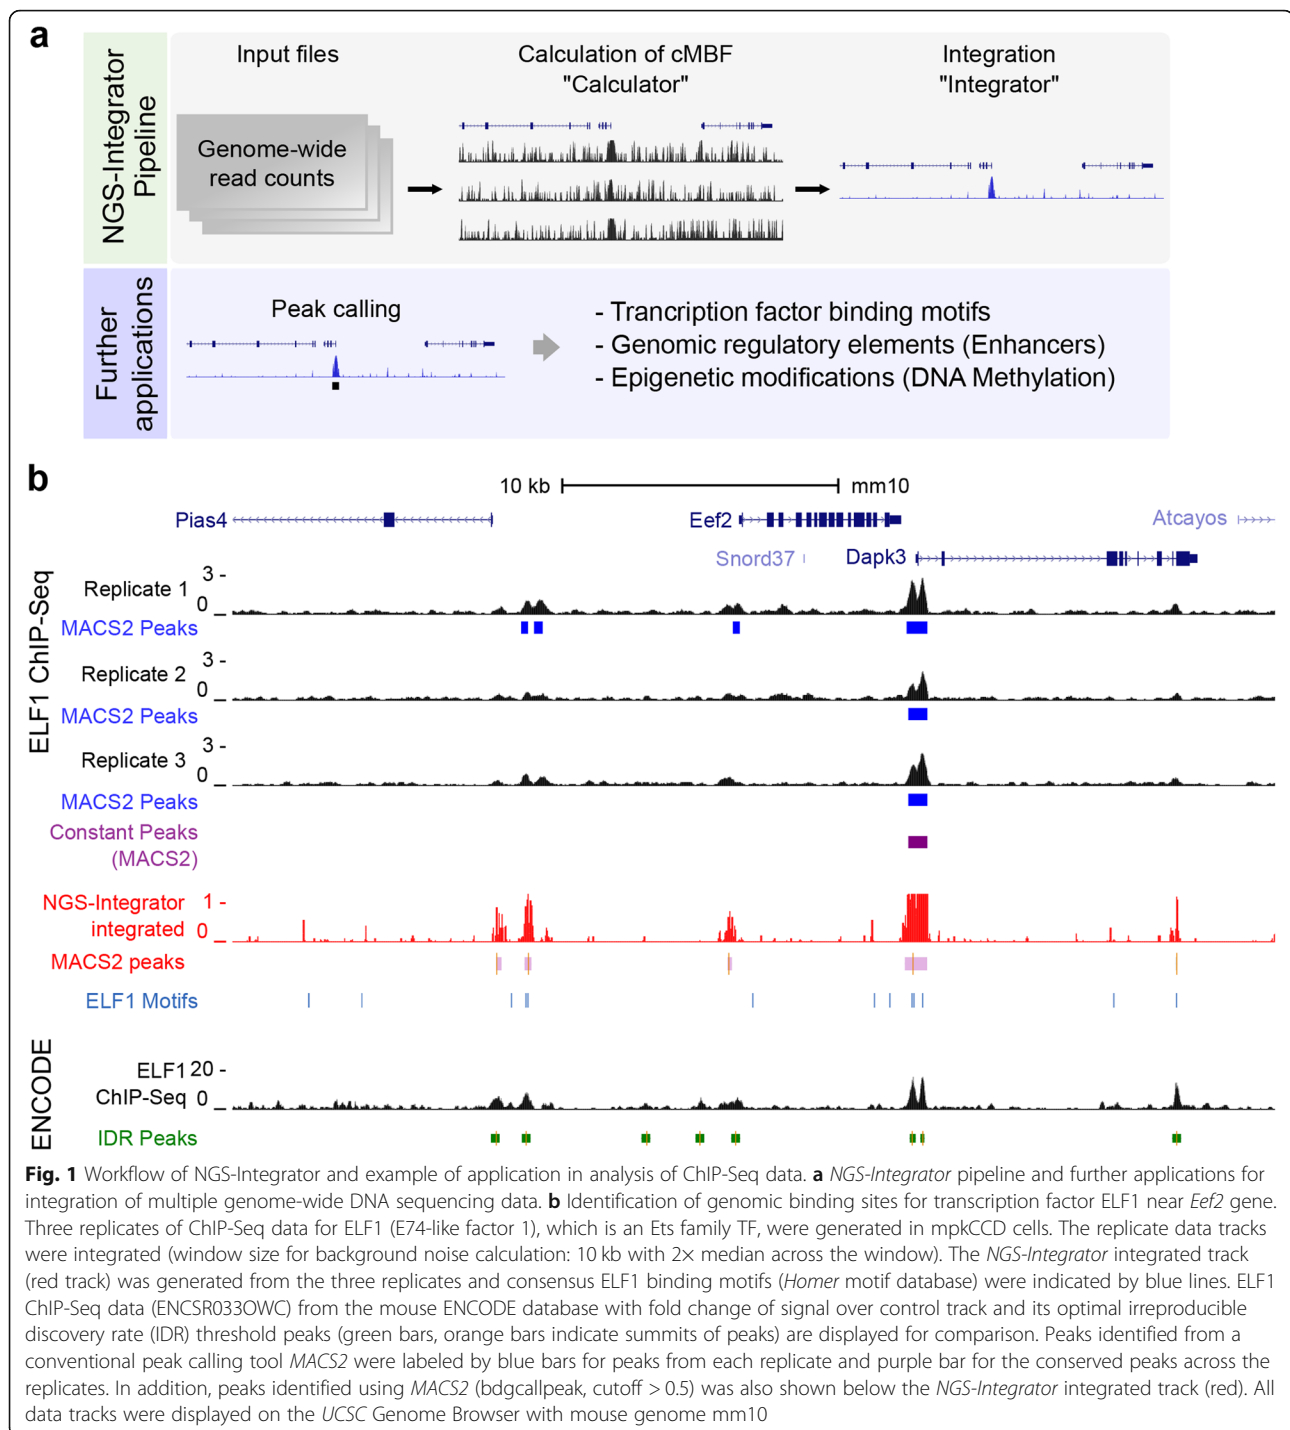 a
NGS-Integrator
Pipeline
Input files
Genome-wide
read counts
Calculation of cMBF
"Calculator"
Integration
"Integrator"
Further
applications
Peak calling
- Trancription factor binding motifs
- Genomic regulatory elements (Enhancers)
- Epigenetic modifications (DNA Methylation)
b
10 kb mm10
Pias4 Eef2 Atcayos
Snord37 Dapk3
ELF1 ChIP-Seq
3 -
Replicate 1
0
MACS2 Peaks
3 -
Replicate 2
0
MACS2 Peaks
3 -
Replicate 3
0
MACS2 Peaks
Constant Peaks
(MACS2)
NGS-Integrator 1 -
integrated 0
MACS2 peaks
ELF1 Motifs
ENCODE
ELF1 20 -
ChIP-Seq 0
IDR Peaks
Fig. 1 Workflow of NGS-Integrator and example of application in analysis of ChIP-Seq data. a NGS-Integrator pipeline and further applications for
integration of multiple genome-wide DNA sequencing data. b Identification of genomic binding sites for transcription factor ELF1 near Eef2 gene.
Three replicates of ChIP-Seq data for ELF1 (E74-like factor 1), which is an Ets family TF, were generated in mpkCCD cells. The replicate data tracks
were integrated (window size for background noise calculation: 10 kb with 2× median across the window). The NGS-Integrator integrated track
(red track) was generated from the three replicates and consensus ELF1 binding motifs (Homer motif database) were indicated by blue lines. ELF1
ChIP-Seq data (ENCSR033OWC) from the mouse ENCODE database with fold change of signal over control track and its optimal irreproducible
discovery rate (IDR) threshold peaks (green bars, orange bars indicate summits of peaks) are displayed for comparison. Peaks identified from a
conventional peak calling tool MACS2 were labeled by blue bars for peaks from each replicate and purple bar for the conserved peaks across the
replicates. In addition, peaks identified using MACS2 (bdgcallpeak, cutoff > 0.5) was also shown below the NGS-Integrator integrated track (red). All
data tracks were displayed on the UCSC Genome Browser with mouse genome mm10